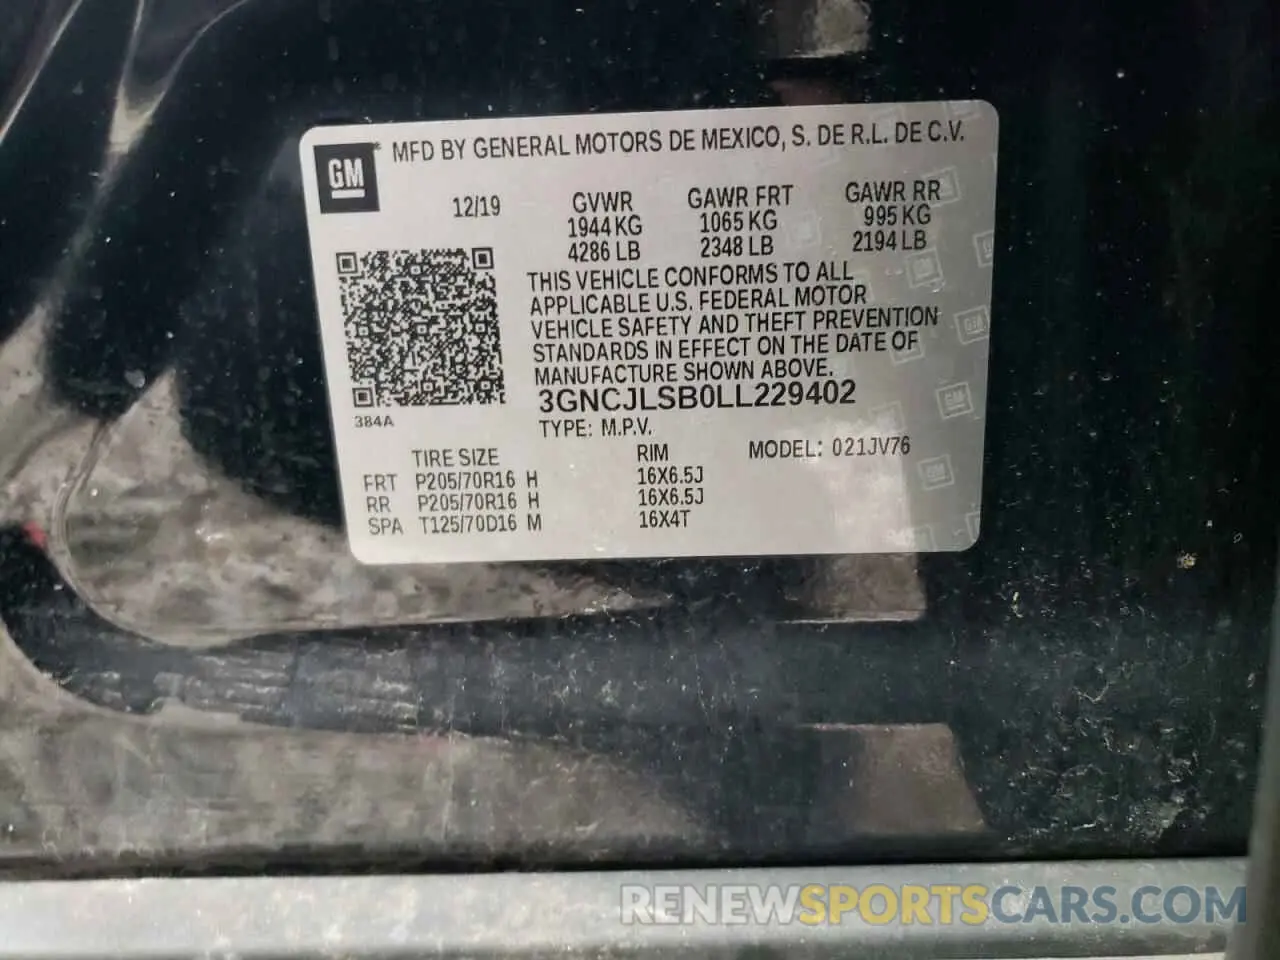 GM
MFD BY GENERAL MOTORS DE MEXICO, S. DE R.L. DE C.V.
12/19 GVWR GAWR FRT GAWR RR
1944 KG 1065 KG 995 KG
4286 LB 2348 LB 2194 LB
THIS VEHICLE CONFORMS TO ALL
APPLICABLE U.S. FEDERAL MOTOR
VEHICLE SAFETY AND THEFT PREVENTION
STANDARDS IN EFFECT ON THE DATE OF
MANUFACTURE SHOWN ABOVE.
3GNCJLSB0LL229402
384A
TYPE: M.P.V.
TIRE SIZE RIM MODEL: 021JV76
FRT P205/70R16 H 16X6.5J
RR P205/70R16 H 16X6.5J
SPA T125/70D16 M 16X4T
RENEWSPORTSCARS.COM